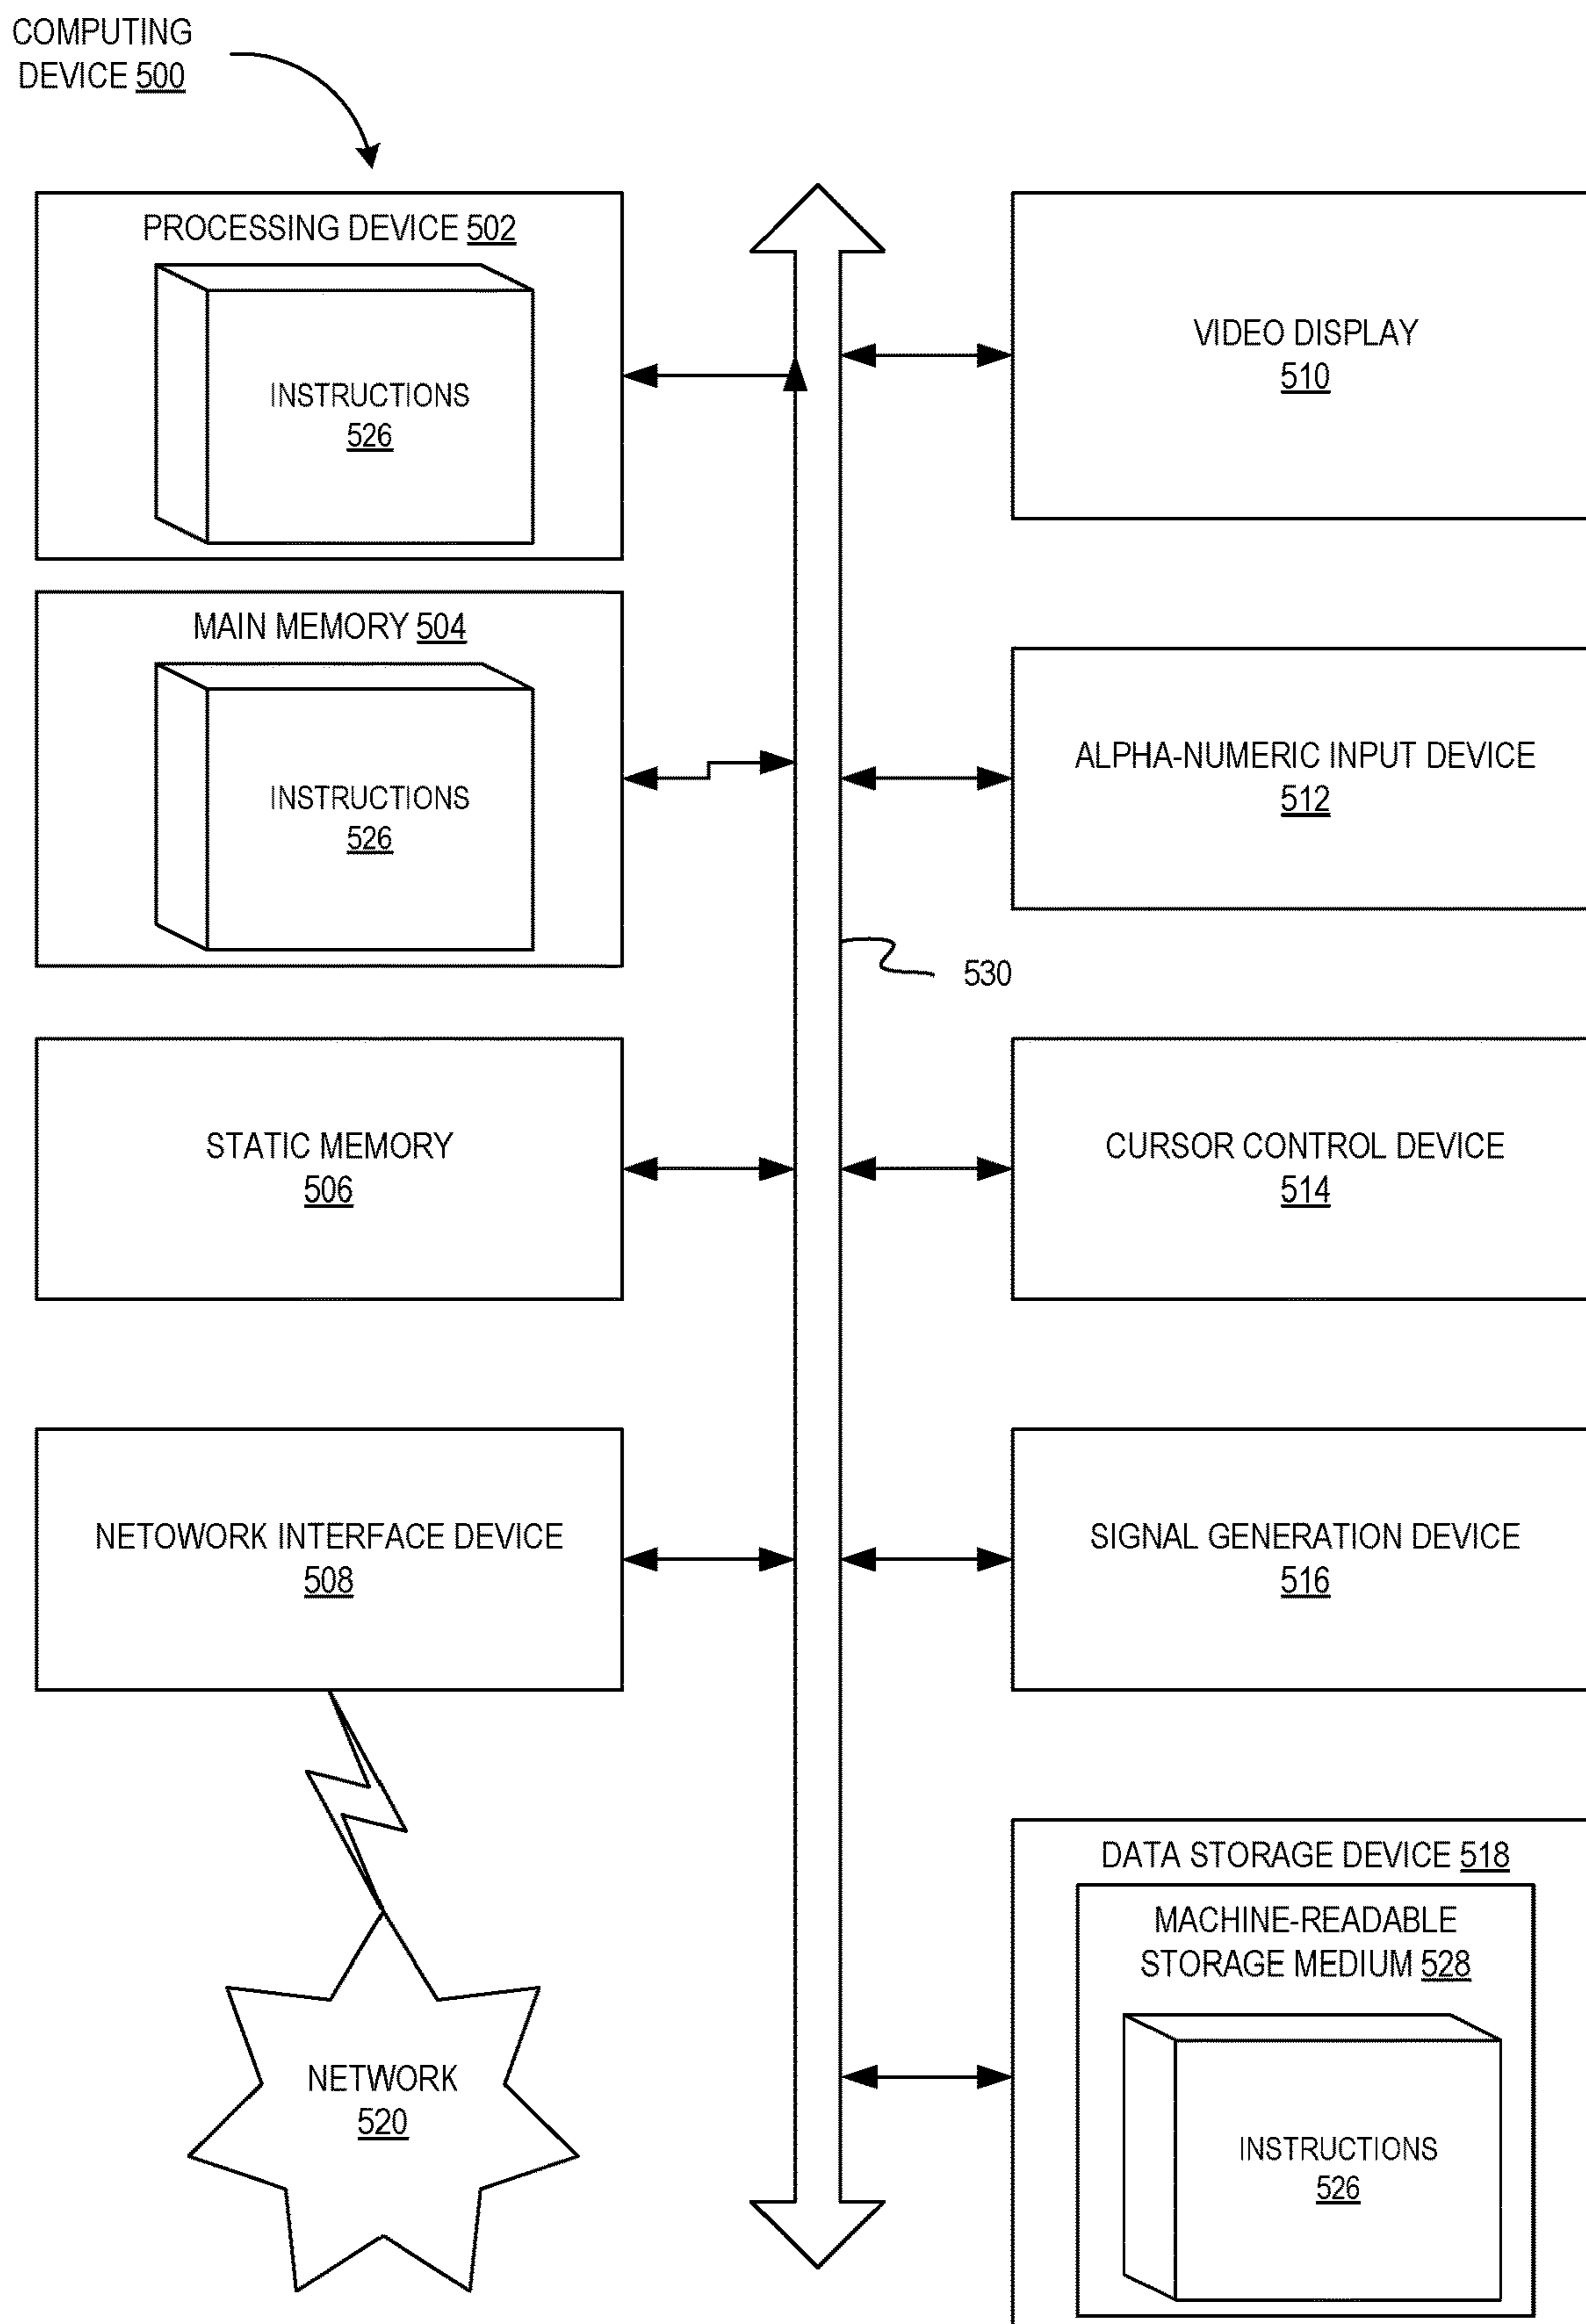 COMPUTING
DEVICE 500
PROCESSING DEVICE 502
INSTRUCTIONS
526
MAIN MEMORY 504
INSTRUCTIONS
526
STATIC MEMORY
506
NETOWORK INTERFACE DEVICE
508
NETWORK
520
530
VIDEO DISPLAY
510
ALPHA-NUMERIC INPUT DEVICE
512
CURSOR CONTROL DEVICE
514
SIGNAL GENERATION DEVICE
516
DATA STORAGE DEVICE 518
MACHINE-READABLE
STORAGE MEDIUM 528
INSTRUCTIONS
526